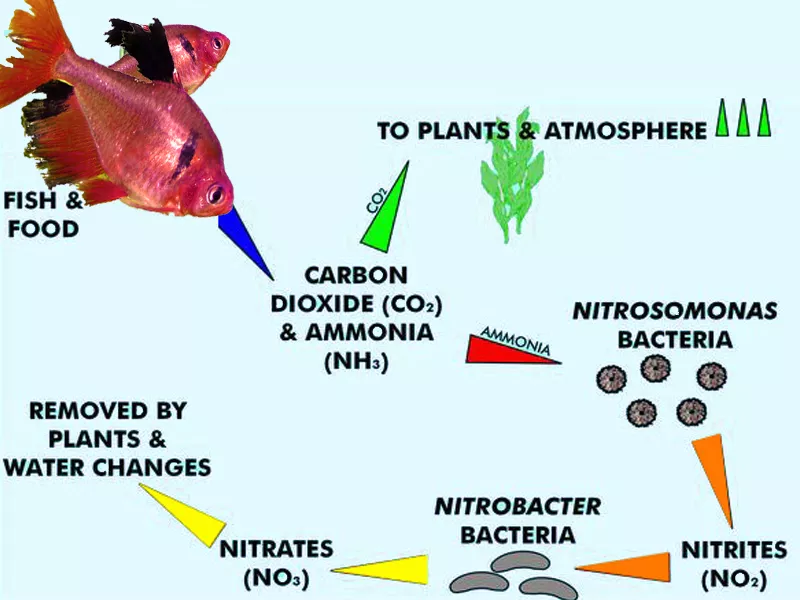 TO PLANTS & ATMOSPHERE
FISH &
FOOD
CO₂
CARBON
DIOXIDE (CO₂)
& AMMONIA
(NH₃)
AMMONIA
NITROSOMONAS
BACTERIA
REMOVED BY
PLANTS &
WATER CHANGES
NITROBACTER
BACTERIA
NITRATES
(NO₃)
NITRITES
(NO₂)